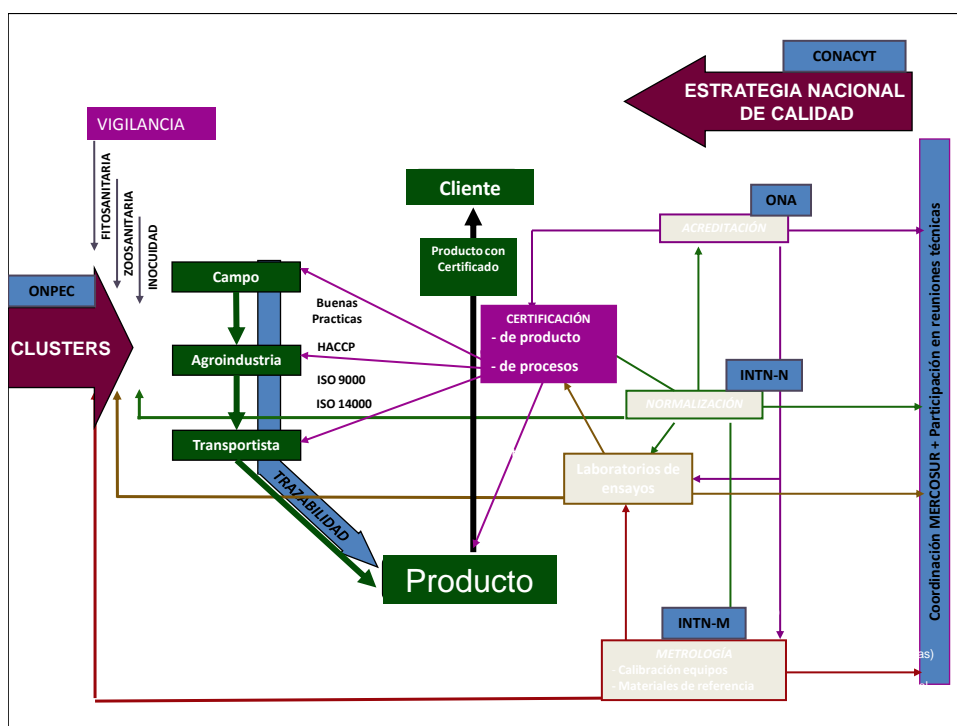 CONACYT
ESTRATEGIA NACIONAL
DE CALIDAD
VIGILANCIA
FITOSANITARIA
ZOOSANITARIA
INOCUIDAD
Cliente
ONA
ACREDITACIÓN
Producto con
Certificado
Campo
ONPEC
CLUSTERS
Buenas
Practicas
CERTIFICACIÓN
- de producto
- de procesos
Agroindustria
HACCP
ISO 9000
ISO 14000
INTN-N
NORMALIZACIÓN
Transportista
Laboratorios de
ensayos
TRAZABILIDAD
Producto
INTN-M
METROLOGÍA
- Calibración equipos
- Materiales de referencia
as)
Coordinación MERCOSUR + Participación en reuniones técnicas